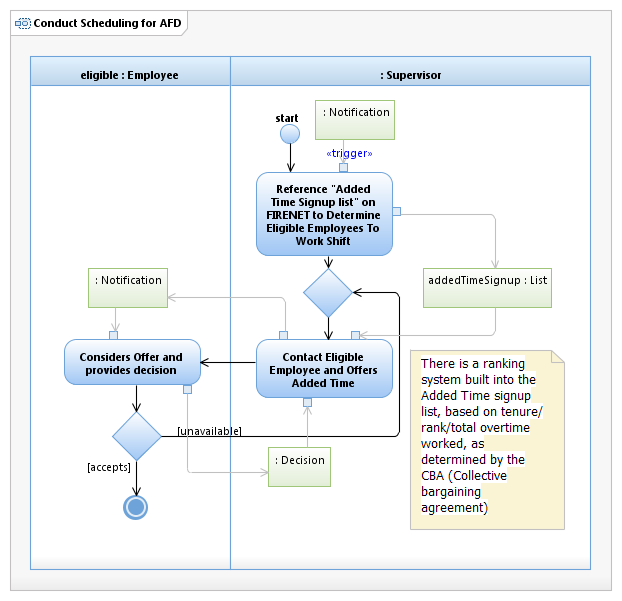 Conduct Scheduling for AFD
eligible : Employee
: Supervisor
start
: Notification
«trigger»
Reference "Added
Time Signup list" on
FIRENET to Determine
Eligible Employees To
Work Shift
: Notification
addedTimeSignup : List
Considers Offer and
provides decision
Contact Eligible
Employee and Offers
Added Time
There is a ranking
system built into the
Added Time signup
list, based on tenure/
rank/total overtime
worked, as
determined by the
CBA (Collective
bargaining
agreement)
[unavailable]
: Decision
[accepts]